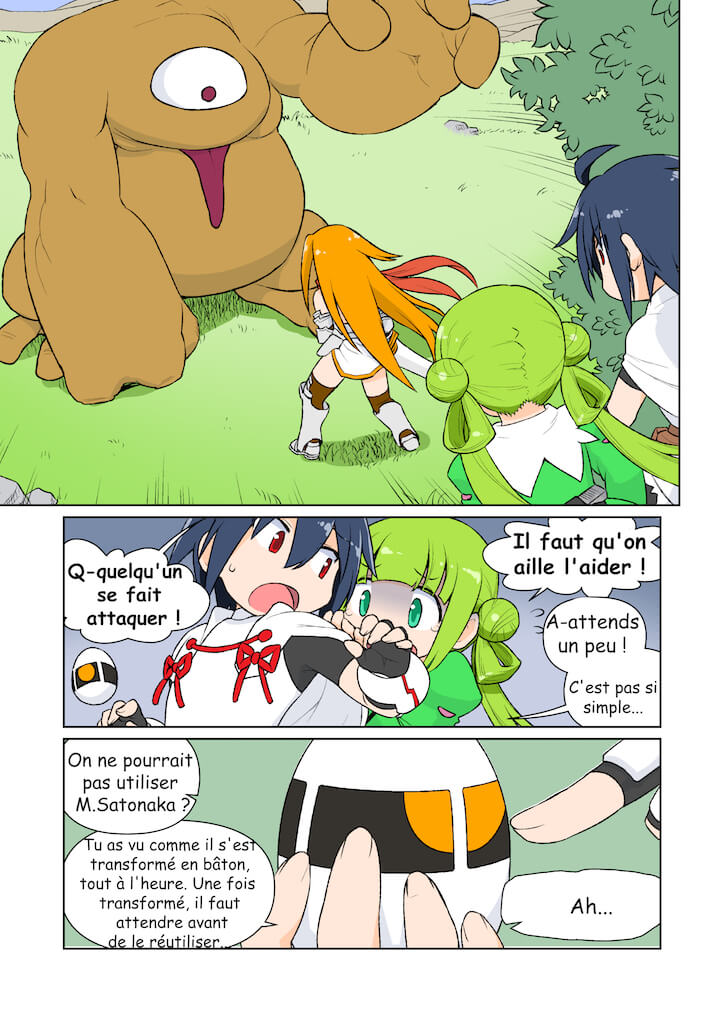 Q-quelqu'un
se fait
attaquer !
Il faut qu'on
aille l'aider !
A-attends
un peu !
C'est pas si
simple...
On ne pourrait
pas utiliser
M.Satonaka ?
Tu as vu comme il s'est
transformé en bâton,
tout à l'heure. Une fois
transformé, il faut
attendre avant
de le réutiliser...
Ah...